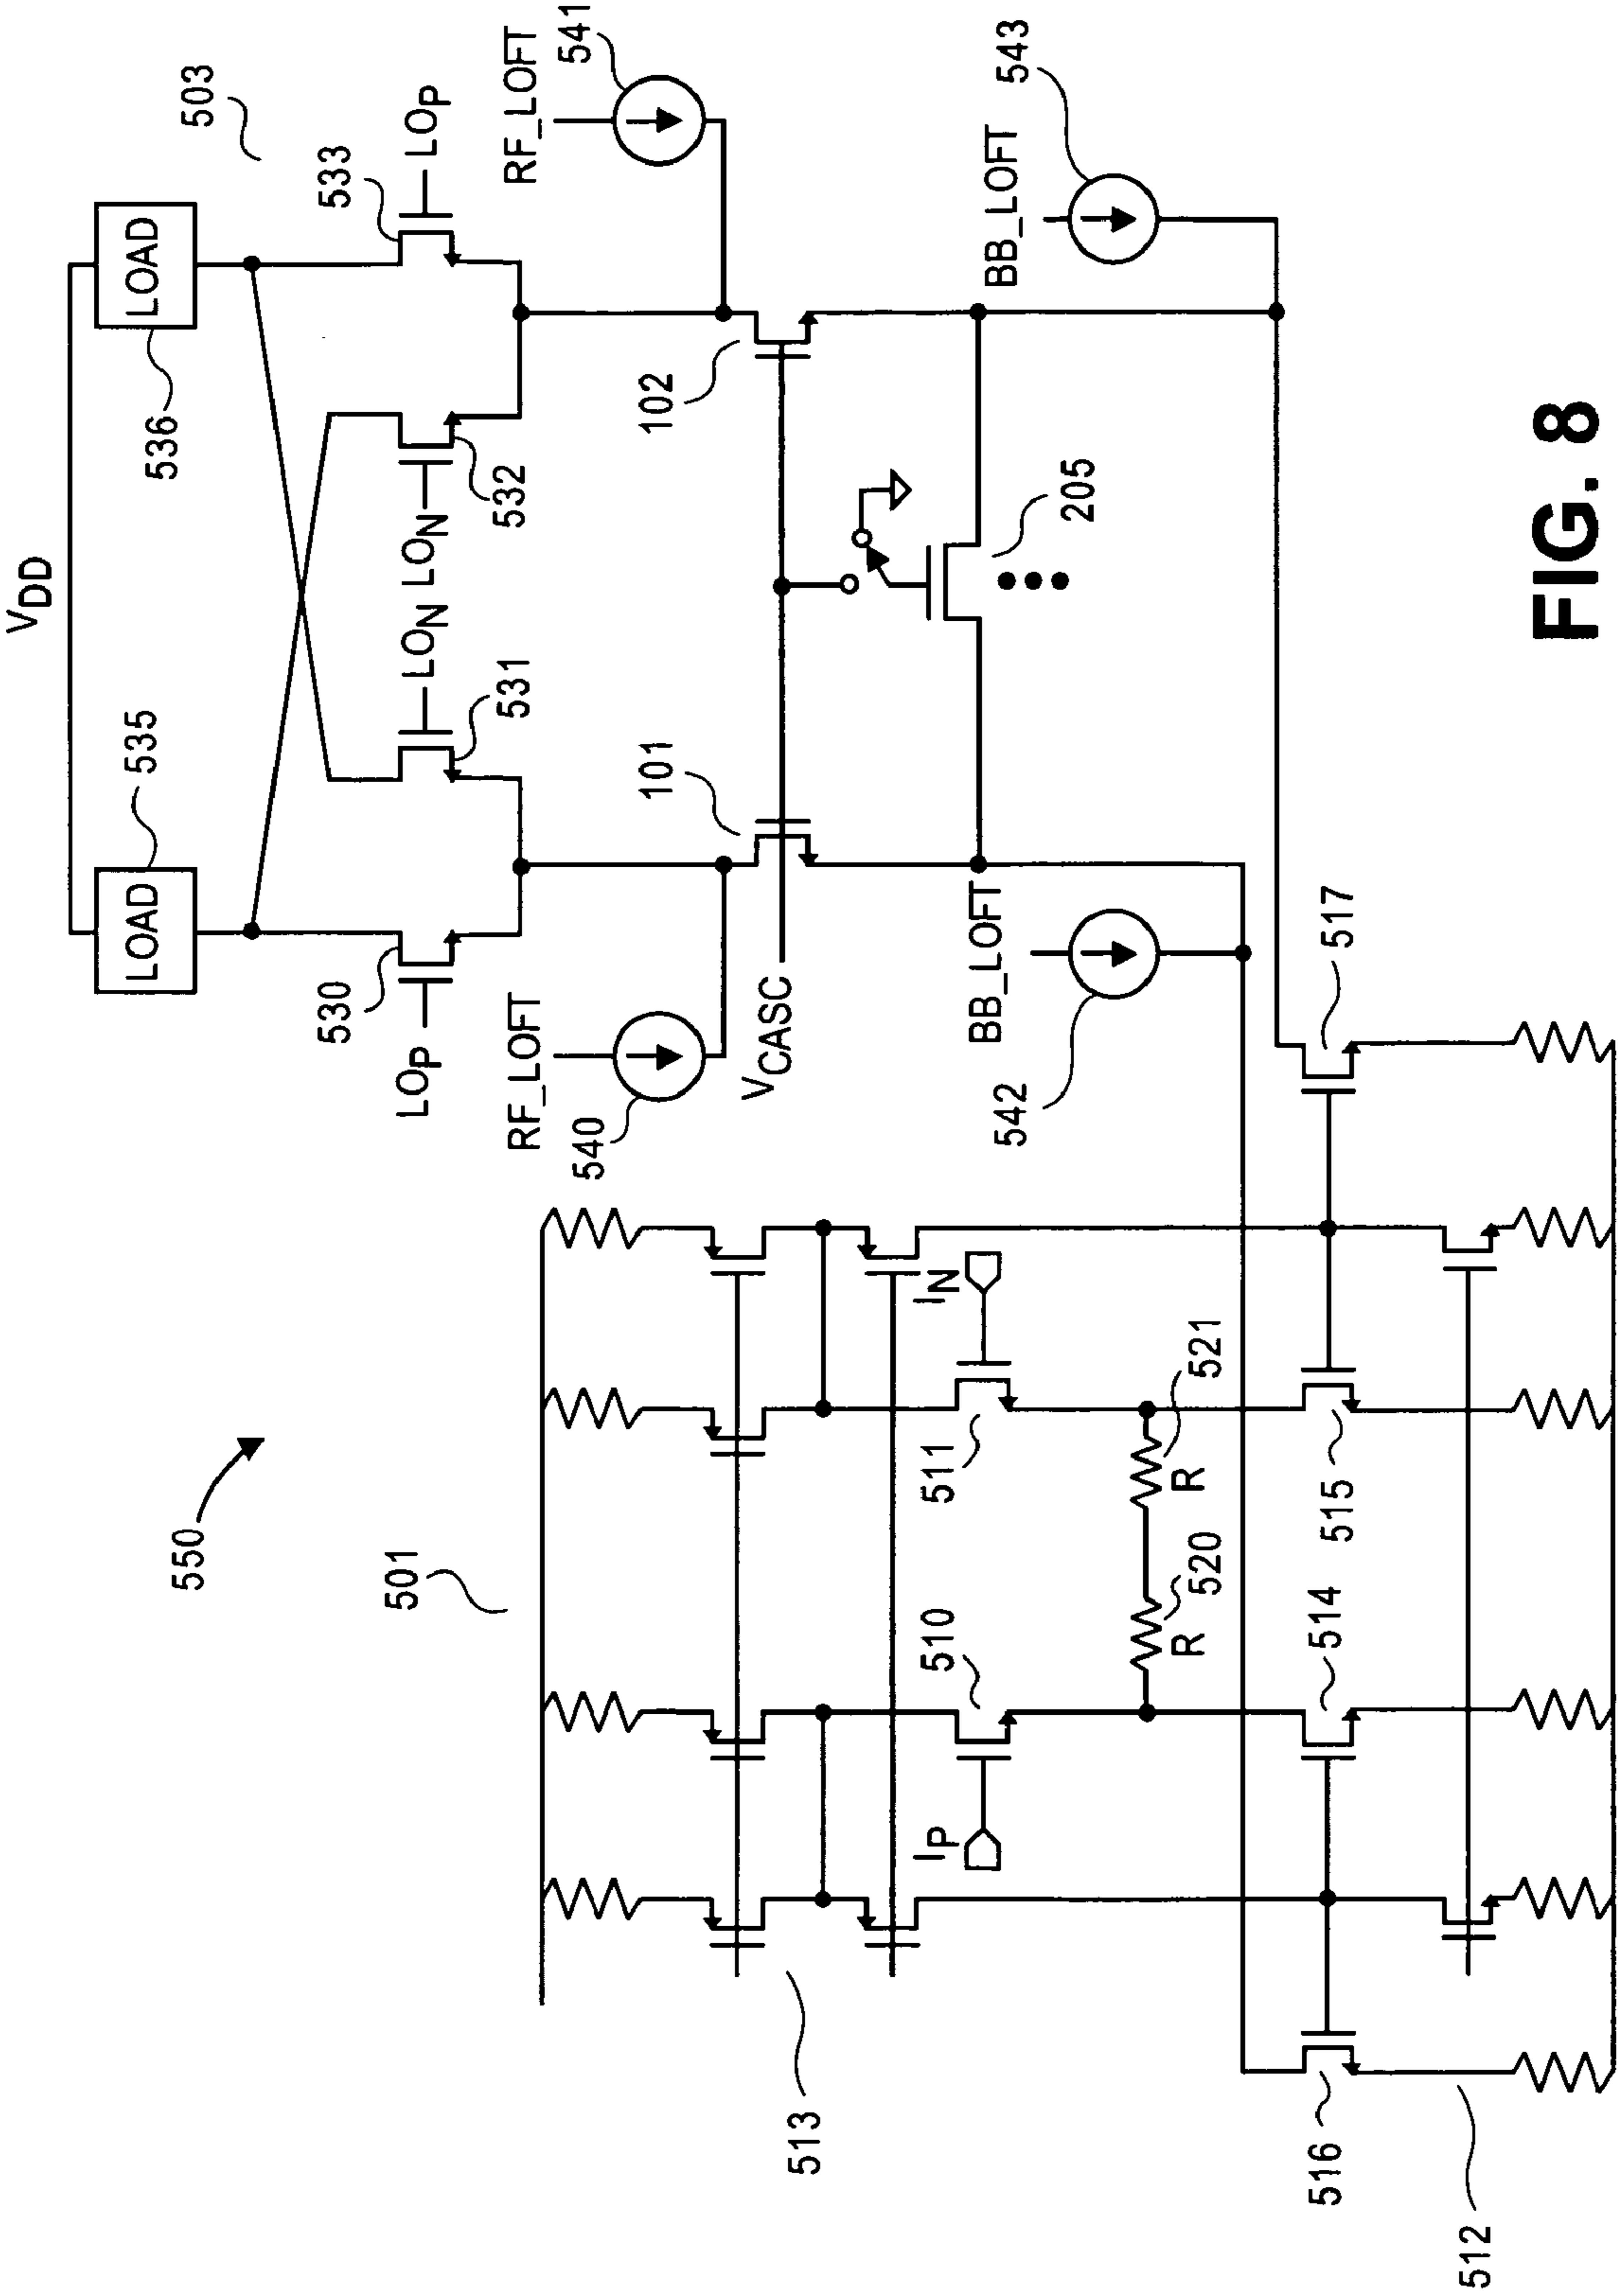 550
501
513
I_P
I_N
510
511
R
R
520
521
514
515
516
517
512
V_DD
503
LOAD
535
LOAD
536
LO_P
530
LO_N
531
LO_N
532
LO_P
533
RF_LOFT
540
RF_LOFT
541
V_CASC
101
102
205
BB_LOFT
542
BB_LOFT
543
FIG. 8